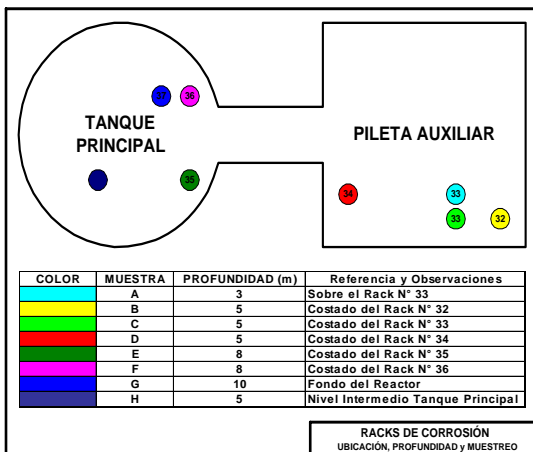 37 36
TANQUE
PRINCIPAL
PILETA AUXILIAR
35
34 33
33 32
COLOR MUESTRA PROFUNDIDAD (m) Referencia y Observaciones
A 3 Sobre el Rack N° 33
B 5 Costado del Rack N° 32
C 5 Costado del Rack N° 33
D 5 Costado del Rack N° 34
E 8 Costado del Rack N° 35
F 8 Costado del Rack N° 36
G 10 Fondo del Reactor
H 5 Nivel Intermedio Tanque Principal
RACKS DE CORROSIÓN
UBICACIÓN, PROFUNDIDAD y MUESTREO